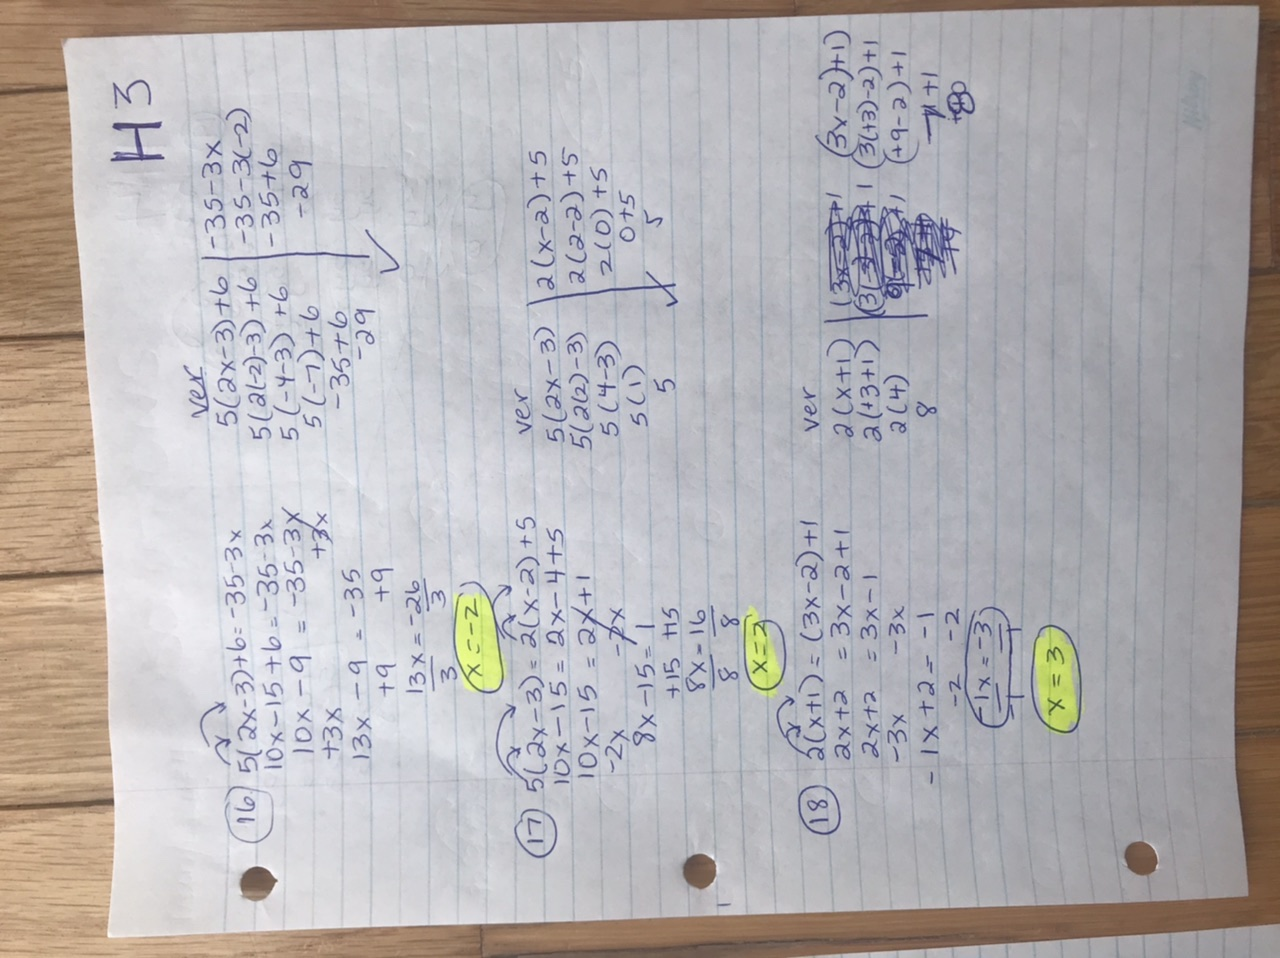 H3
16
5(2x-3)+6=-35-3x
10x-15+6=-35-3x
10x-9=-35-3x
+3x +3x
13x-9=-35
+9 +9
13x=-26
3 3
x=-2
ver
5(2x-3)+6 -35-3x
5(2(-2)-3)+6 -35-3(-2)
5(-4-3)+6 -35+6
5(-7)+6 -29
-35+6
-29
17
5(2x-3)=2(x-2)+5
10x-15=2x-4+5
10x-15=2x+1
-2x -2x
8x-15=1
+15 +15
8x=16
8 8
x=2
ver
5(2x-3) 2(x-2)+5
5(2(2)-3) 2(2-2)+5
5(4-3) 2(0)+5
5(1) 0+5
5 5
18
2(x+1)=(3x-2)+1
2x+2=3x-2+1
2x+2=3x-1
-3x -3x
-1x+2=-1
-2 -2
-1x=-3
-1 -1
x=3
ver
2(x+1) (3x-2)+1 (3x-2)+1)
2(+3+1) (3(+3)-2)+1
2(4) (+9-2)+1
8 +1
8